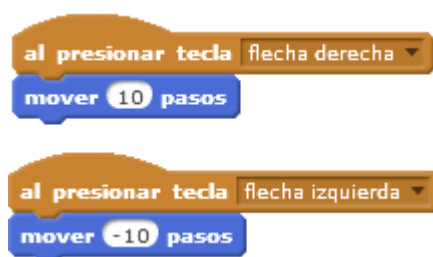 al presionar tecla flecha derecha
mover 10 pasos
al presionar tecla flecha izquierda
mover -10 pasos